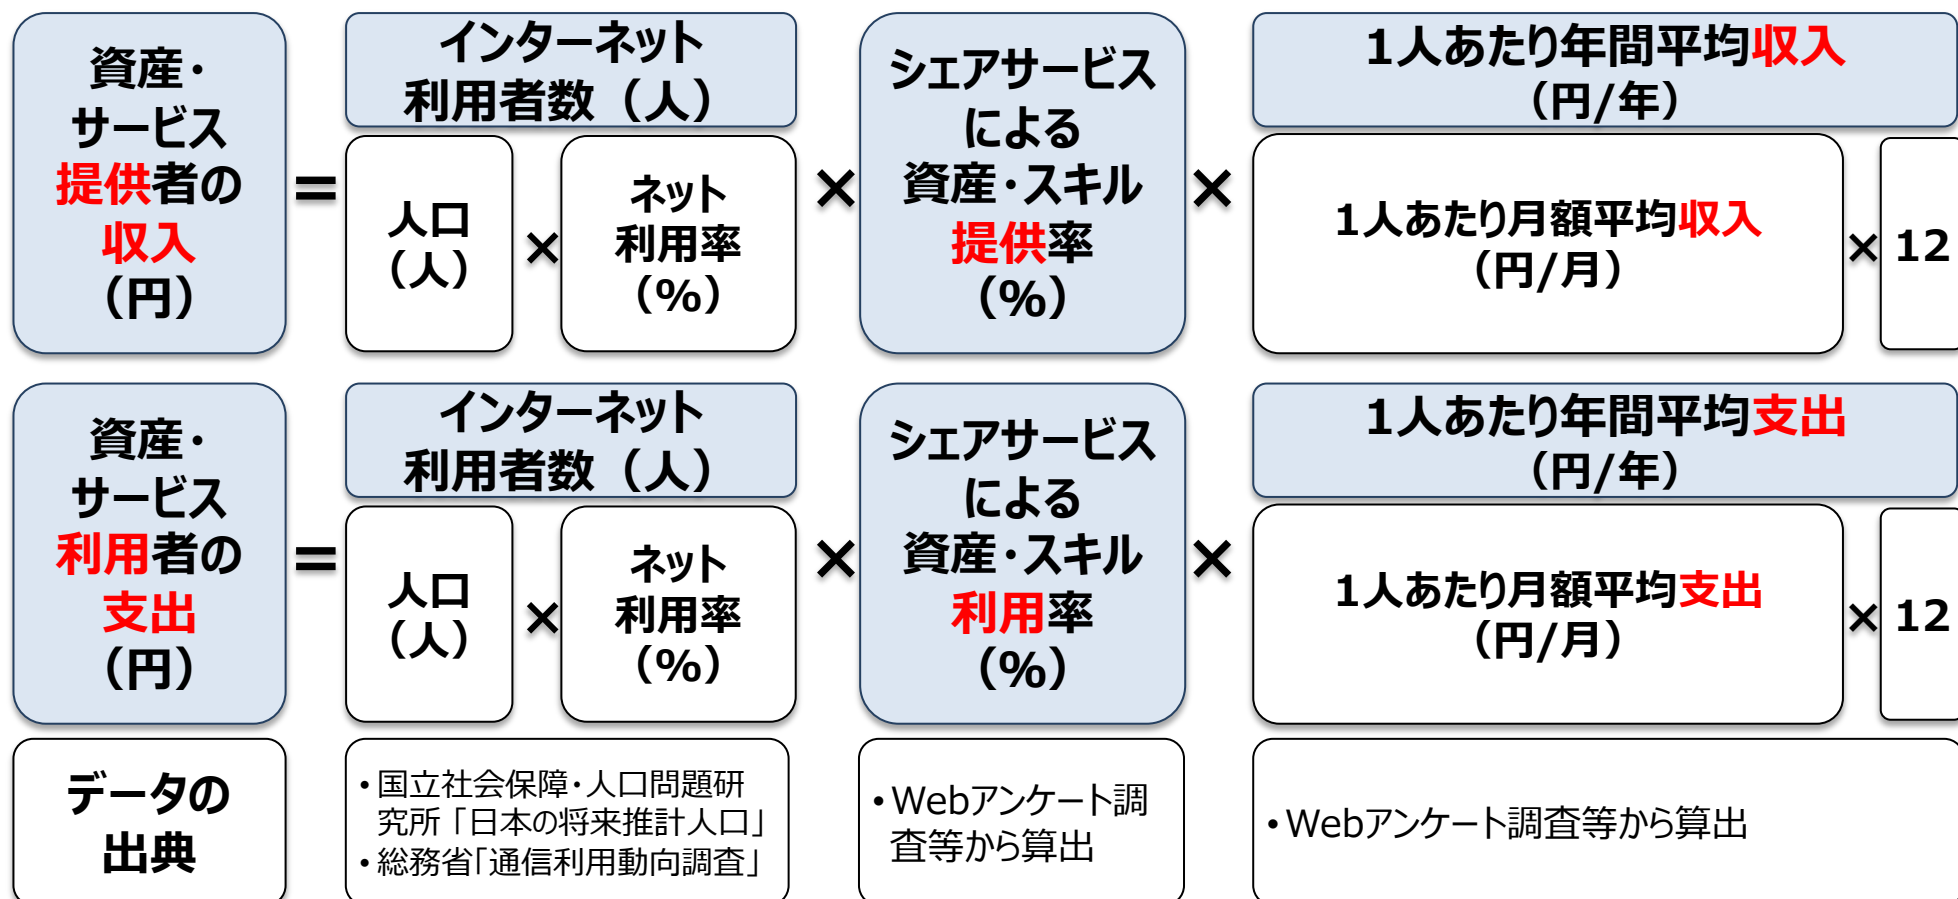 資産・
サービス
提供者の
収入
（円）
＝
インターネット
利用者数（人）
人口
（人）
×
ネット
利用率
（%）
×
シェアサービス
による
資産・スキル
提供率
（%）
×
1人あたり年間平均収入
（円/年）
1人あたり月額平均収入
（円/月）
×
12
資産・
サービス
利用者の
支出
（円）
＝
インターネット
利用者数（人）
人口
（人）
×
ネット
利用率
（%）
×
シェアサービス
による
資産・スキル
利用率
（%）
×
1人あたり年間平均支出
（円/年）
1人あたり月額平均支出
（円/月）
×
12
データの
出典
・国立社会保障・人口問題研
究所「日本の将来推計人口」
・総務省「通信利用動向調査」
・Webアンケート調
査等から算出
・Webアンケート調査等から算出